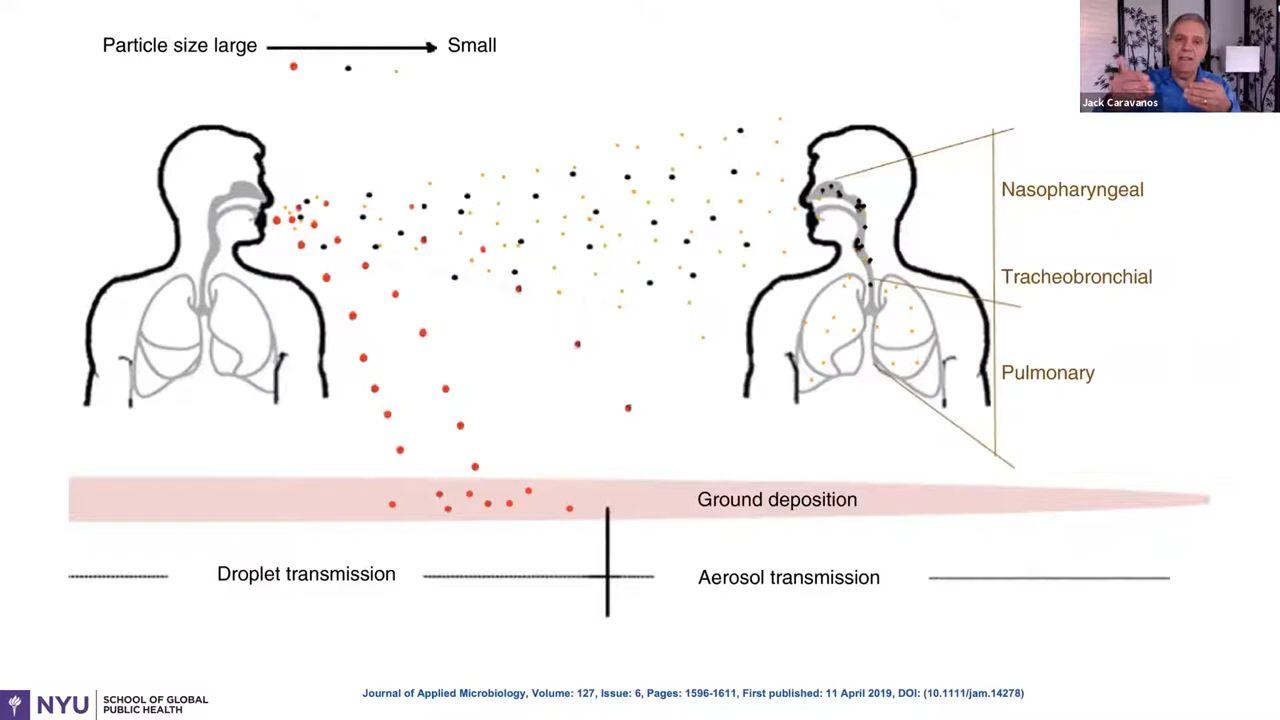 Particle size large
Small
Jack Caravanos
Nasopharyngeal
Tracheobronchial
Pulmonary
Ground deposition
Droplet transmission
Aerosol transmission
NYU
SCHOOL OF GLOBAL
PUBLIC HEALTH
Journal of Applied Microbiology, Volume: 127, Issue: 6, Pages: 1596-1611, First published: 11 April 2019, DOI: (10.1111/jam.14278)